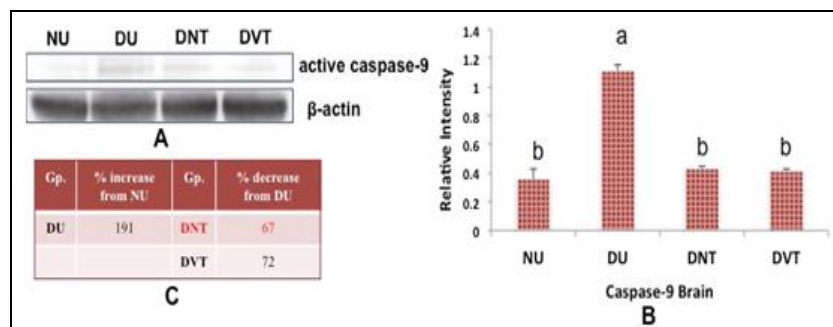 NU DU DNT DVT
active caspase-9
β-actin
A
Gp. % increase from NU Gp. % decrease from DU
DU 191 DNT 67
DVT 72
C
Relative Intensity
1.4
1.2
1
0.8
0.6
0.4
0.2
0
b a b b
NU DU DNT DVT
Caspase-9 Brain
B